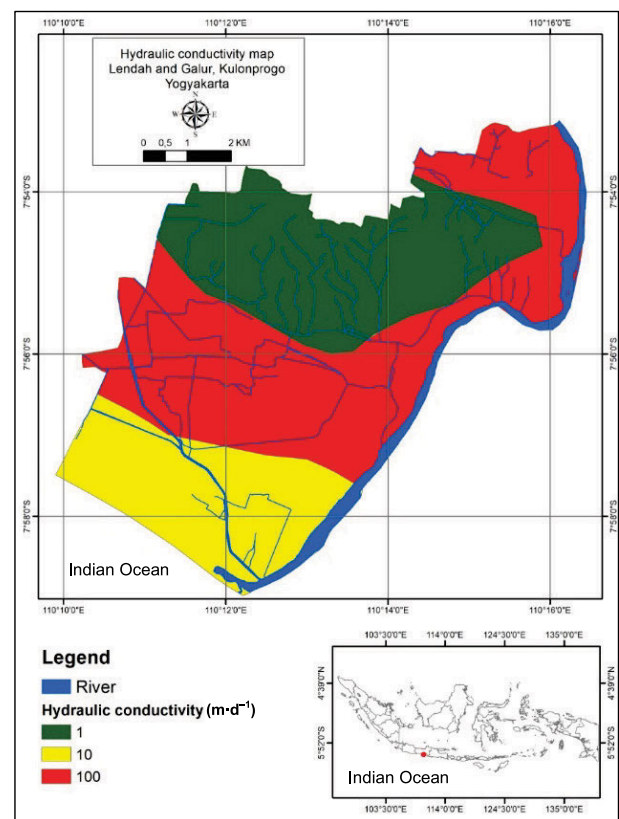 110°10'0"E 110°12'0"E 110°14'0"E 110°16'0"E
Hydraulic conductivity map
Lendah and Galur, Kulonprogo
Yogyakarta
N
W E
S
0 0,5 1 2 KM
7°54'0"S 7°54'0"S
7°56'0"S 7°56'0"S
7°58'0"S 7°58'0"S
Indian Ocean
110°10'0"E 110°12'0"E 110°14'0"E 110°16'0"E
Legend
River
Hydraulic conductivity (m·d⁻¹)
1
10
100
103°30'0"E 114°0'0"E 124°30'0"E 135°0'0"E
4°39'0"N 4°39'0"N
5°52'0"S 5°52'0"S
Indian Ocean
103°30'0"E 114°0'0"E 124°30'0"E 135°0'0"E